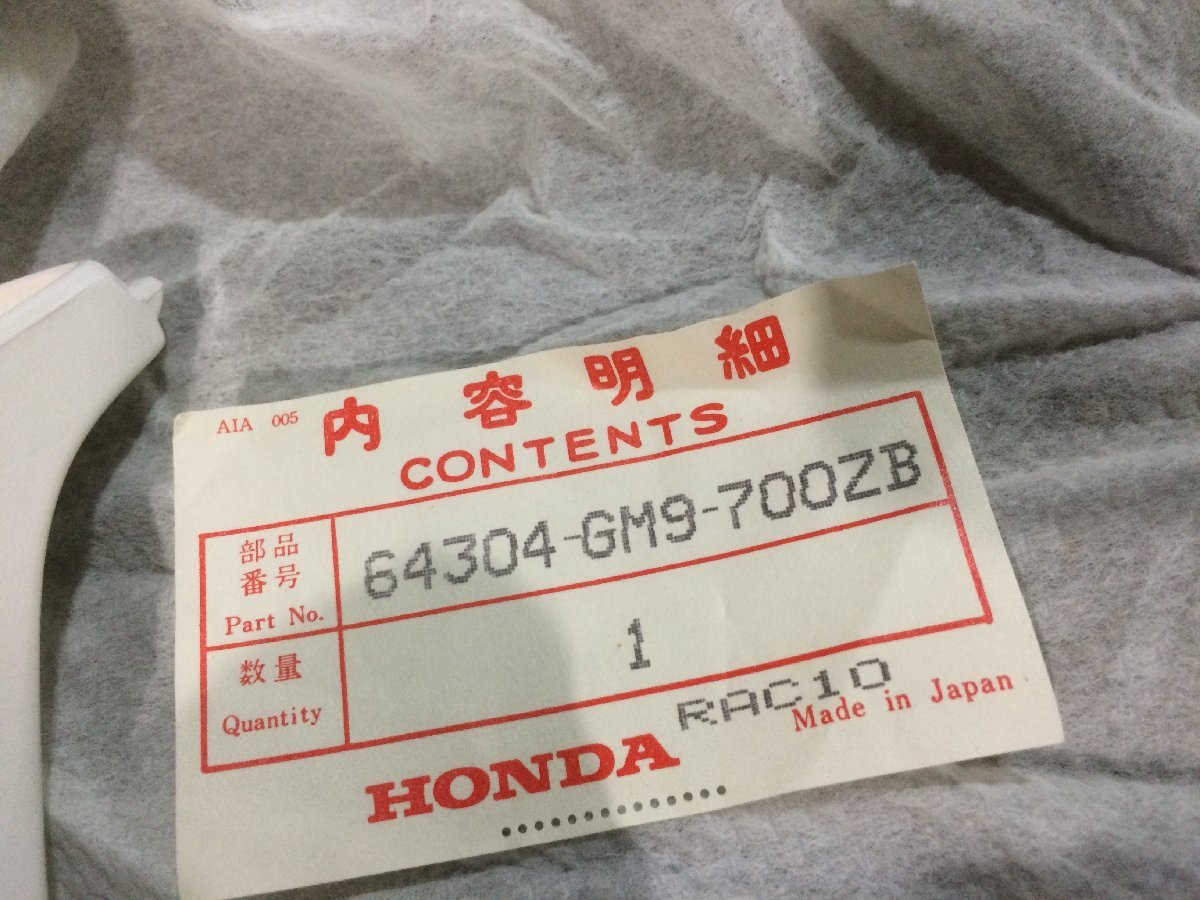 AIA 005
内容明細
CONTENTS
部品
番号
Part No.
64304-GM9-700ZB
数量
Quantity
1
RAC10
HONDA
Made in Japan